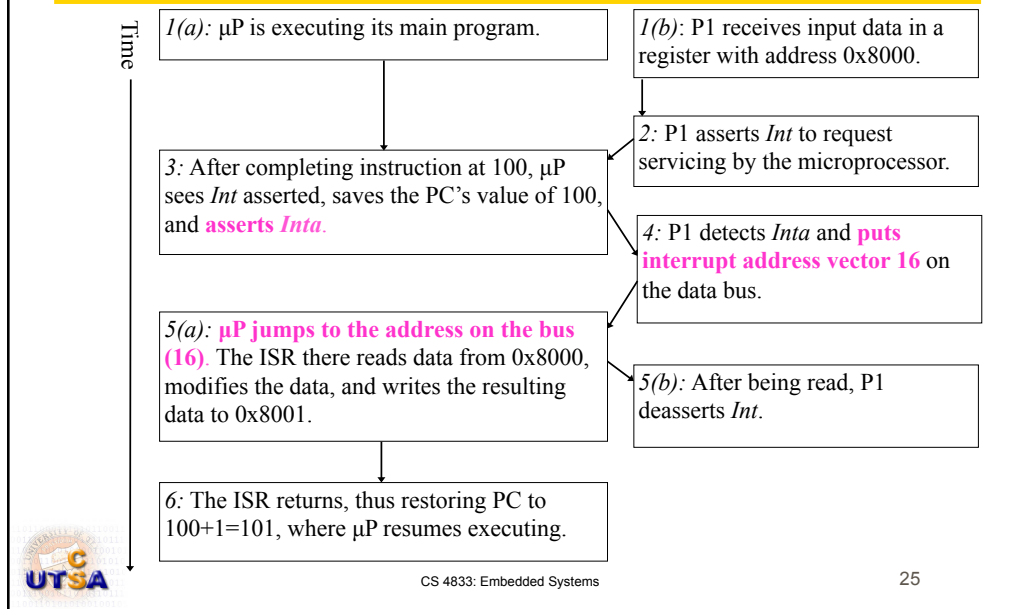 Time
1(a): µP is executing its main program.
1(b): P1 receives input data in a
register with address 0x8000.
2: P1 asserts Int to request
servicing by the microprocessor.
3: After completing instruction at 100, µP
sees Int asserted, saves the PC’s value of 100,
and asserts Inta.
4: P1 detects Inta and puts
interrupt address vector 16 on
the data bus.
5(a): µP jumps to the address on the bus
(16). The ISR there reads data from 0x8000,
modifies the data, and writes the resulting
data to 0x8001.
5(b): After being read, P1
deasserts Int.
6: The ISR returns, thus restoring PC to
100+1=101, where µP resumes executing.
UTSA
CS 4833: Embedded Systems
25